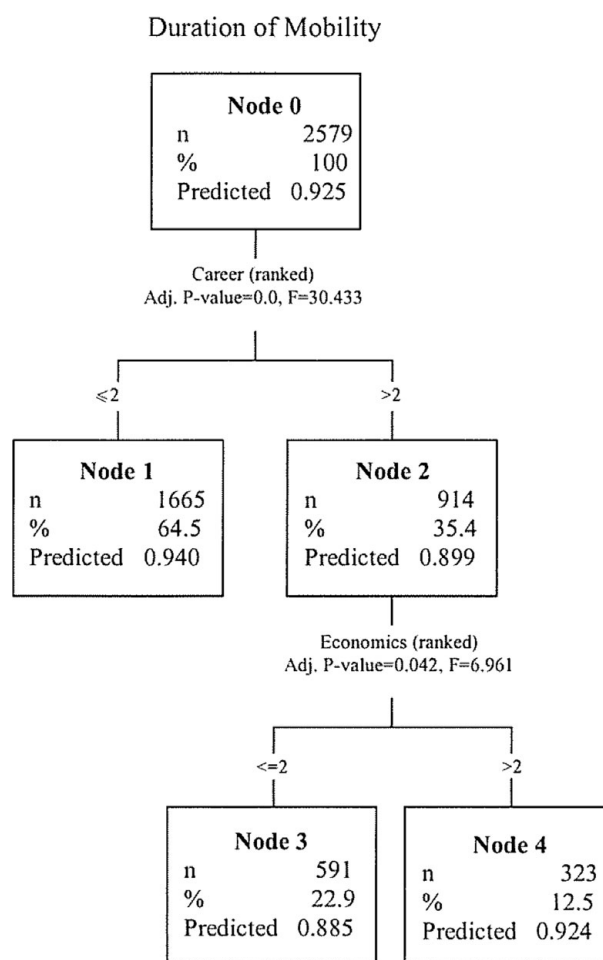 Duration of Mobility
Node 0
n 2579
% 100
Predicted 0.925
Career (ranked)
Adj. P-value=0.0, F=30.433
⩽2
>2
Node 1
n 1665
% 64.5
Predicted 0.940
Node 2
n 914
% 35.4
Predicted 0.899
Economics (ranked)
Adj. P-value=0.042, F=6.961
<=2
>2
Node 3
n 591
% 22.9
Predicted 0.885
Node 4
n 323
% 12.5
Predicted 0.924